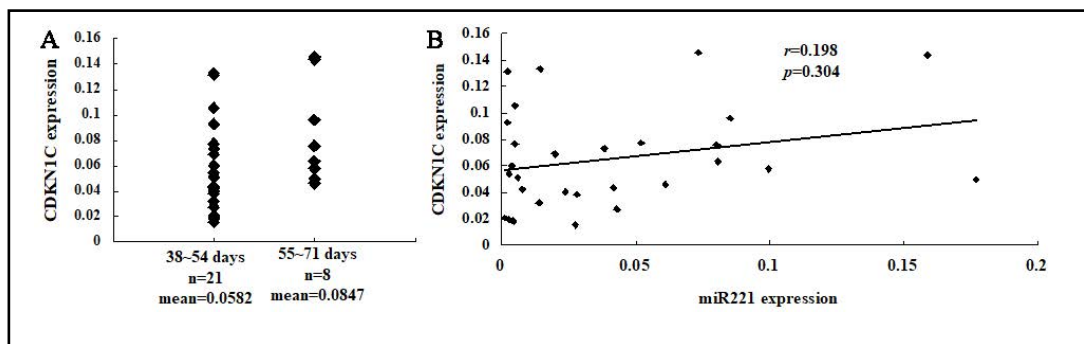 A
CDKN1C expression
0.16
0.14
0.12
0.1
0.08
0.06
0.04
0.02
0
38~54 days
n=21
mean=0.0582
55~71 days
n=8
mean=0.0847
B
CDKN1C expression
0.16
0.14
0.12
0.1
0.08
0.06
0.04
0.02
0
r=0.198
p=0.304
0
0.05
0.1
0.15
0.2
miR221 expression